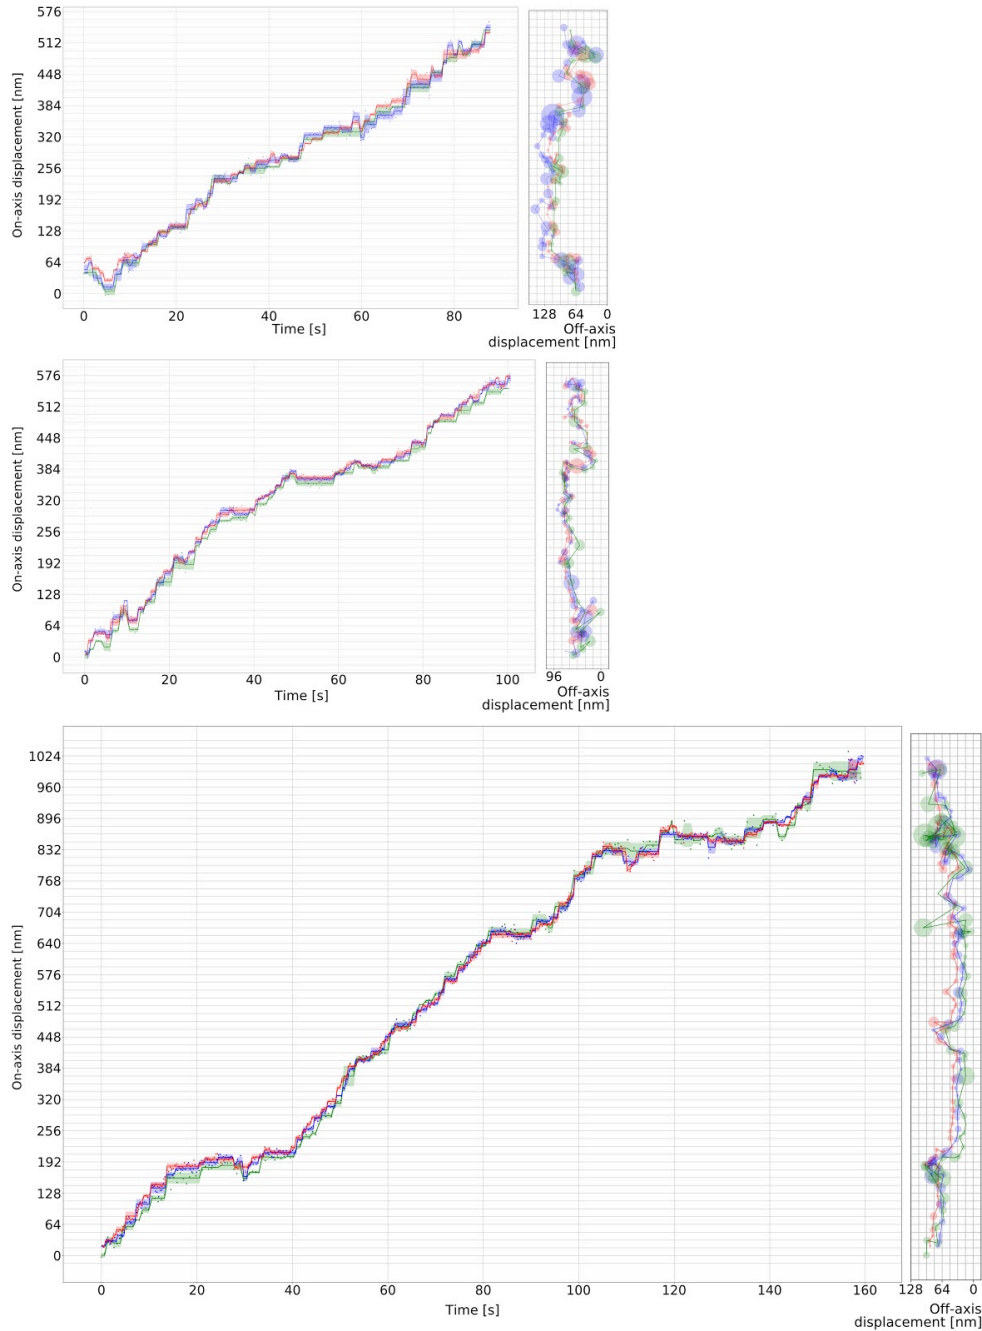 576
512
448
384
320
256
192
128
64
0
On-axis displacement [nm]
0 20 40 60 80
Time [s]
128 64 0
Off-axis
displacement [nm]
576
512
448
384
320
256
192
128
64
0
On-axis displacement [nm]
0 20 40 60 80 100
Time [s]
96 0
Off-axis
displacement [nm]
1024
960
896
832
768
704
640
576
512
448
384
320
256
192
128
64
0
On-axis displacement [nm]
0 20 40 60 80 100 120 140 160
Time [s]
128 64 0
Off-axis
displacement [nm]